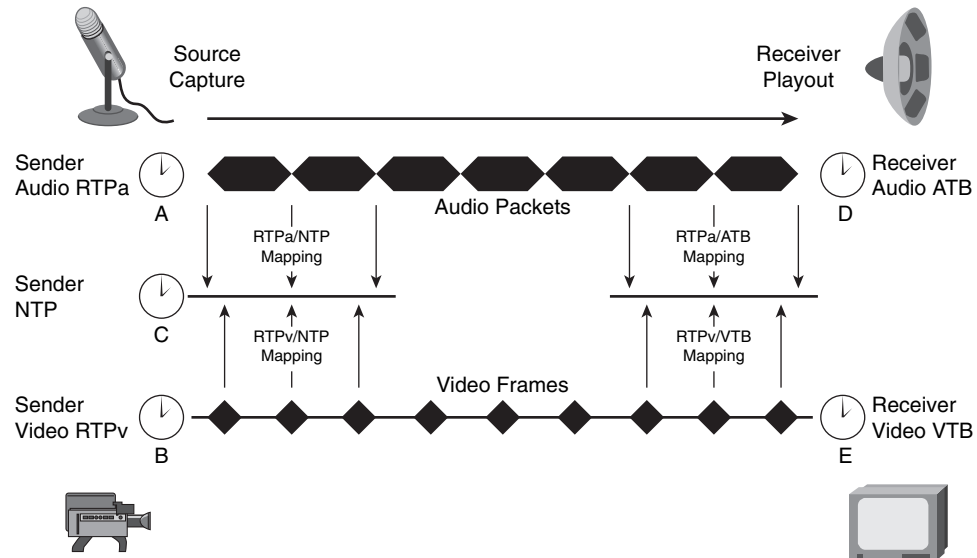 Source
Capture
Receiver
Playout
Sender
Audio RTPa
A
Audio Packets
D
Receiver
Audio ATB
RTPa/NTP
Mapping
RTPa/ATB
Mapping
Sender
NTP
C
RTPv/NTP
Mapping
RTPv/VTB
Mapping
Video Frames
Sender
Video RTPv
B
E
Receiver
Video VTB